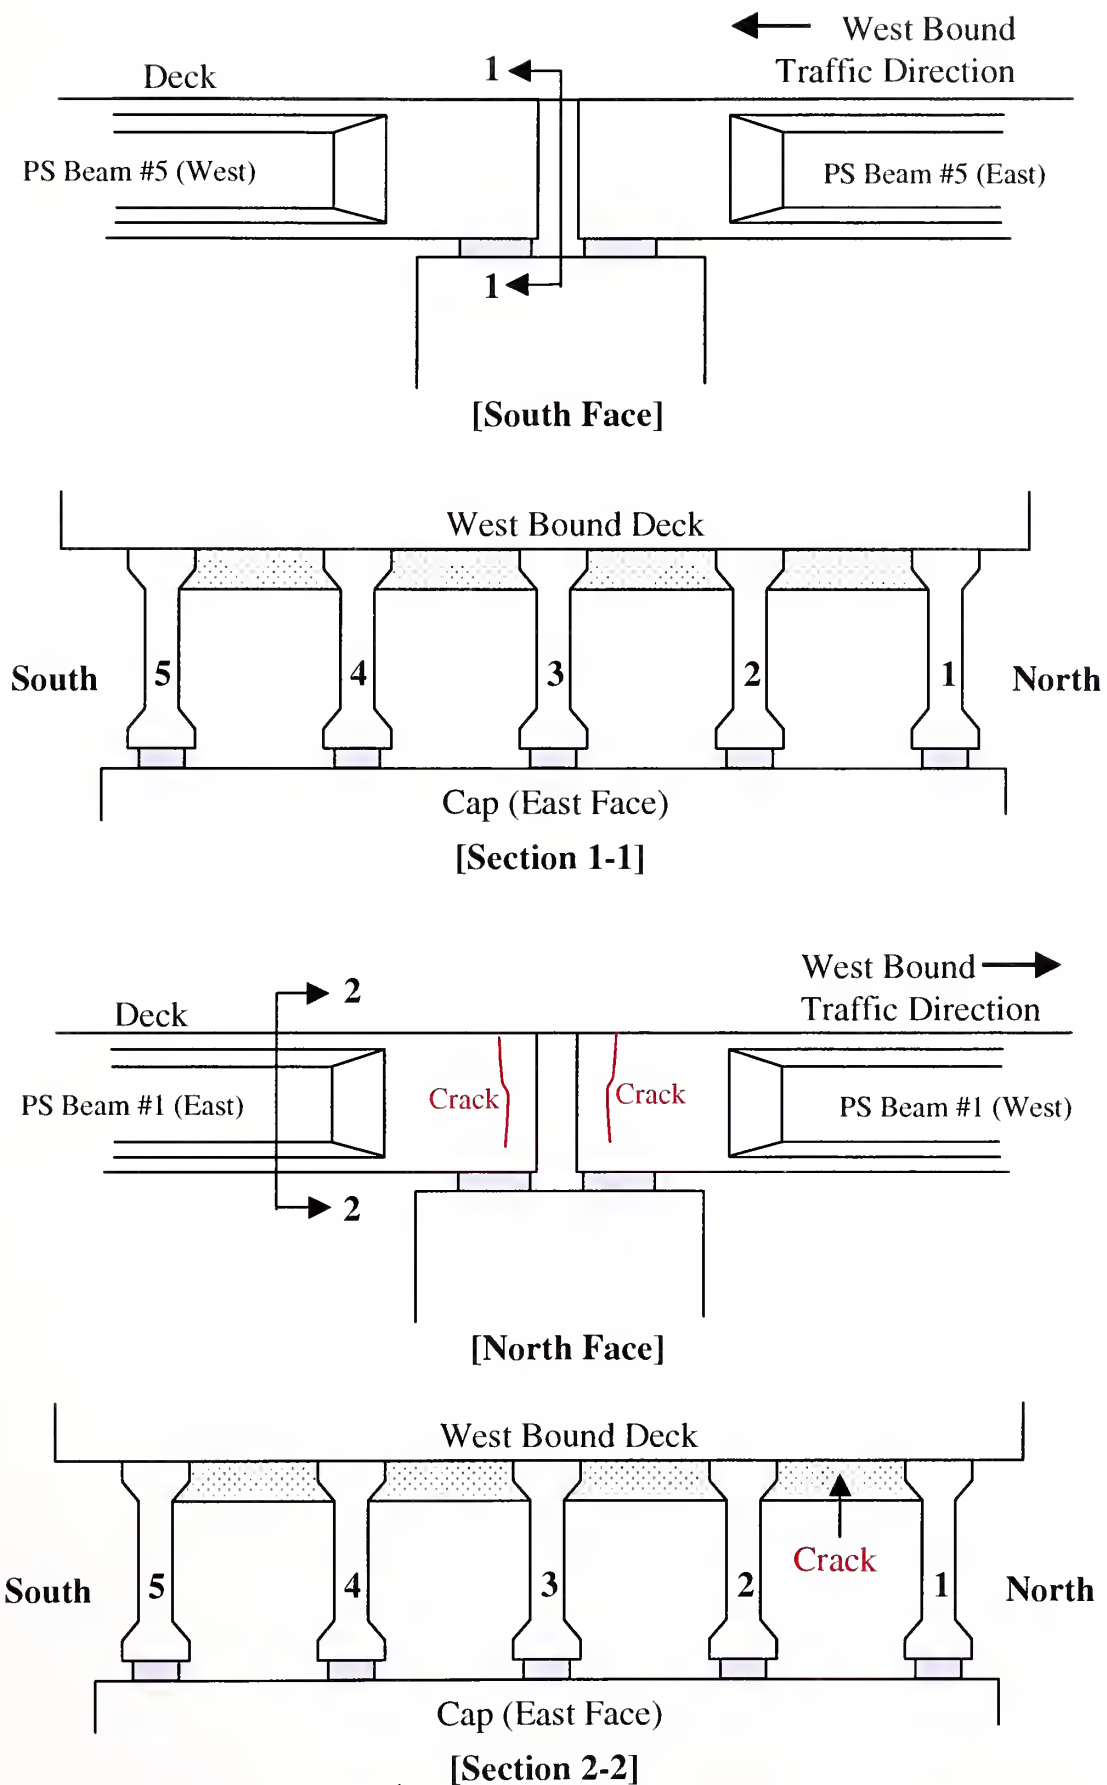 West Bound
Traffic Direction
Deck
1
PS Beam #5 (West)
PS Beam #5 (East)
1
[South Face]
West Bound Deck
South 5 4 3 2 1 North
Cap (East Face)
[Section 1-1]
West Bound
Traffic Direction
2
Deck
Crack
Crack
PS Beam #1 (East)
PS Beam #1 (West)
2
[North Face]
West Bound Deck
Crack
South 5 4 3 2 1 North
Cap (East Face)
[Section 2-2]